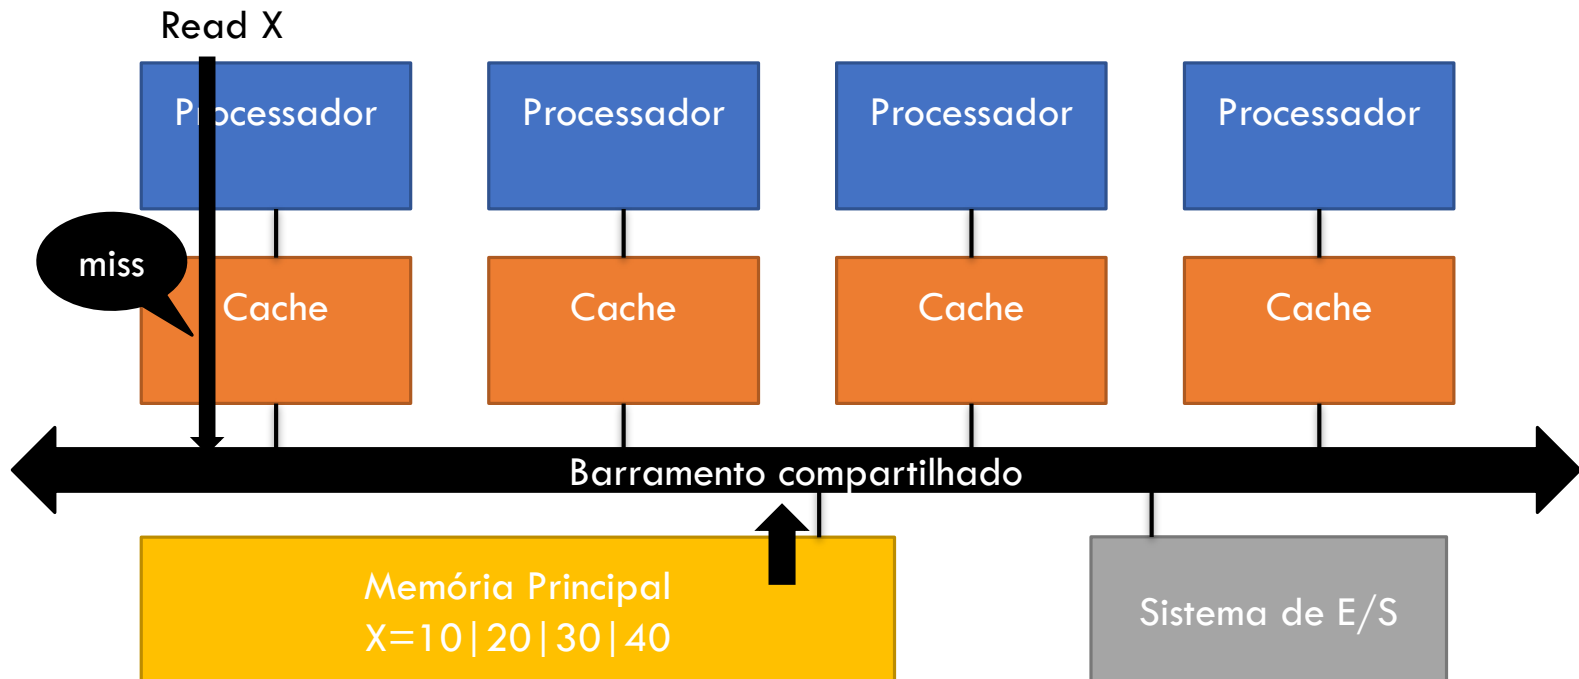 Read X
Processador
Processador
Processador
Processador
miss
Cache
Cache
Cache
Cache
Barramento compartilhado
Memória Principal
X=10|20|30|40
Sistema de E/S